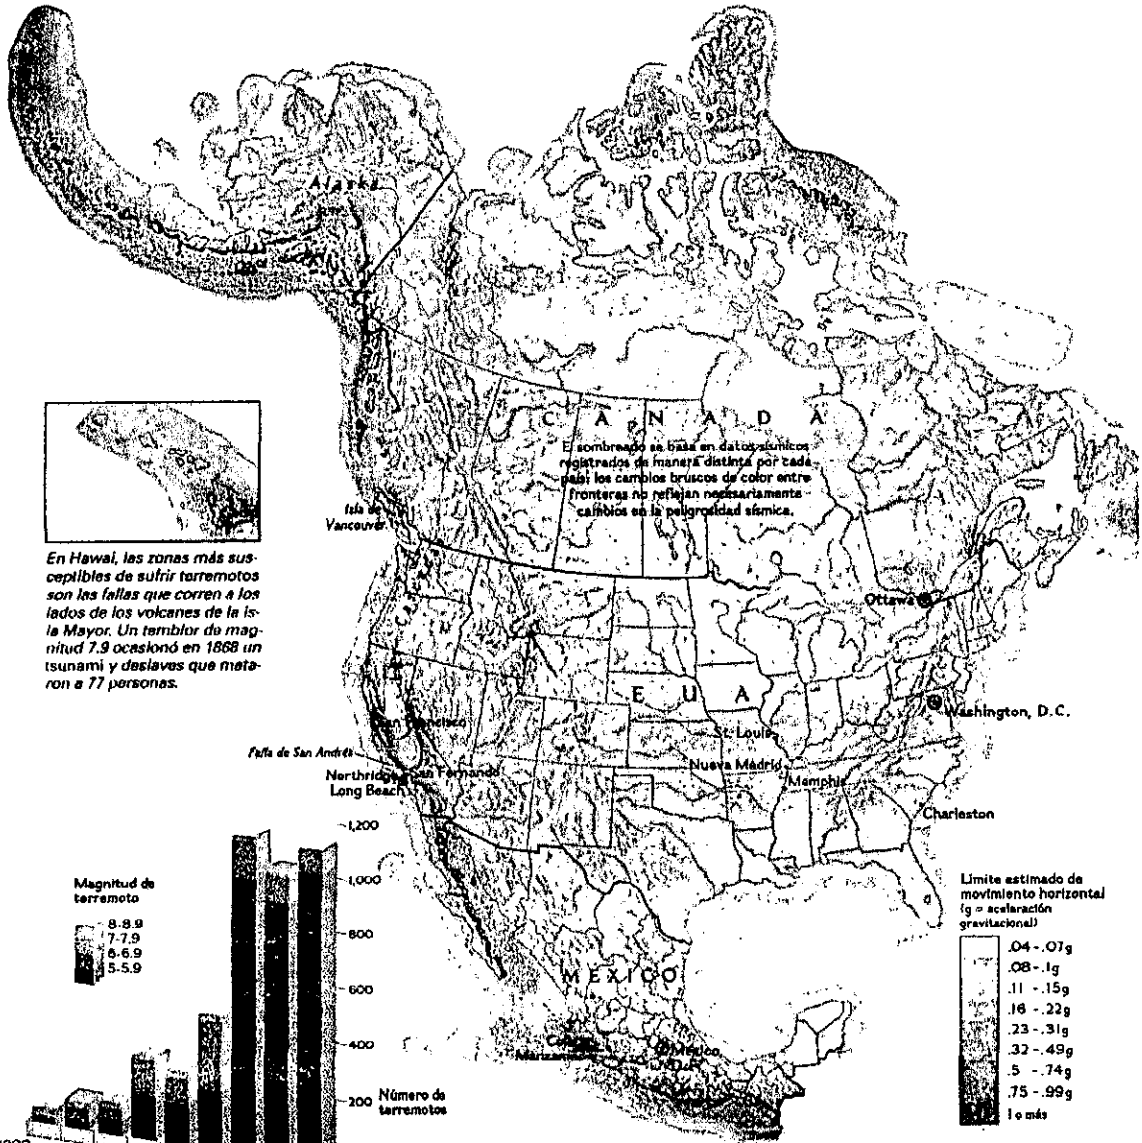 Alaska
C A N A D Á
El sombreado se basa en datos sísmicos
registrados de manera distinta por cada
país; los cambios bruscos de color entre
fronteras no reflejan necesariamente
cambios en la peligrosidad sísmica.
Isla de
Vancouver
En Hawai, las zonas más sus-
ceptibles de sufrir terremotos
son las fallas que corren a los
lados de los volcanes de la is-
la Mayor. Un temblor de mag-
nitud 7.9 ocasionó en 1868 un
tsunami y deslaves que mata-
ron a 77 personas.
Ottawa
E U A
Washington, D.C.
San Francisco
St. Louis
Falla de San Andrés
Nueva Madrid
Northridge
San Fernando
Memphis
Long Beach
Charleston
1,200
1,000
800
600
400
200
Número de
terremotos
Magnitud de
terremoto
8-8.9
7-7.9
6-6.9
5-5.9
MÉXICO
Manzanillo
México
D.F.
Límite estimado de
movimiento horizontal
(g = aceleración
gravitacional)
.04-.07g
.08-.1g
.11-.15g
.16-.22g
.23-.31g
.32-.49g
.5-.74g
.75-.99g
1 o más